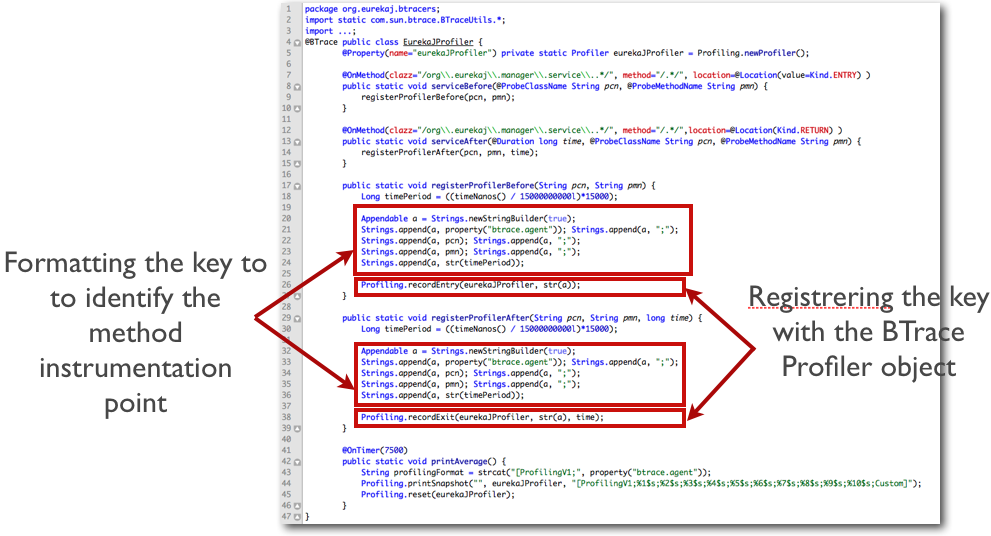 1 package org.eurekaj.btracers;
2 import static com.sun.btrace.BTraceUtils.*;
3 import ...;
4 @BTrace public class EurekaJProfiler {
5 @Property(name="eurekaJProfiler") private static Profiler eurekaJProfiler = Profiling.newProfiler();
6
7 @OnMethod(clazz="/org\\.eurekaj\\.manager\\.service\\..*/", method="/.*/", location=@Location(value=Kind.ENTRY) )
8 public static void serviceBefore(@ProbeClassName String pcn, @ProbeMethodName String pmn) {
9 registerProfilerBefore(pcn, pmn);
10 }
11
12 @OnMethod(clazz="/org\\.eurekaj\\.manager\\.service\\..*/", method="/.*/",location=@Location(Kind.RETURN) )
13 public static void serviceAfter(@Duration long time, @ProbeClassName String pcn, @ProbeMethodName String pmn) {
14 registerProfilerAfter(pcn, pmn, time);
15 }
16
17 public static void registerProfilerBefore(String pcn, String pmn) {
18 Long timePeriod = ((timeNanos() / 15000000000l)*15000);
19
20 Appendable a = Strings.newStringBuilder(true);
21 Strings.append(a, property("btrace.agent")); Strings.append(a, ";");
22 Strings.append(a, pcn); Strings.append(a, ";");
23 Strings.append(a, pmn); Strings.append(a, ";");
24 Strings.append(a, str(timePeriod));
25
26 Profiling.recordEntry(eurekaJProfiler, str(a));
27 }
28
29 public static void registerProfilerAfter(String pcn, String pmn, long time) {
30 Long timePeriod = ((timeNanos() / 15000000000l)*15000);
31
32 Appendable a = Strings.newStringBuilder(true);
33 Strings.append(a, property("btrace.agent")); Strings.append(a, ";");
34 Strings.append(a, pcn); Strings.append(a, ";");
35 Strings.append(a, pmn); Strings.append(a, ";");
36 Strings.append(a, str(timePeriod));
37
38 Profiling.recordExit(eurekaJProfiler, str(a), time);
39 }
40
41 @OnTimer(7500)
42 public static void printAverage() {
43 String profilingFormat = strcat("[ProfilingV1;", property("btrace.agent"));
44 Profiling.printSnapshot("", eurekaJProfiler, "[ProfilingV1;%1$s;%2$s;%3$s;%4$s;%5$s;%6$s;%7$s;%8$s;%9$s;%10$s;Custom]");
45 Profiling.reset(eurekaJProfiler);
46 }
47 }
Formatting the key to
to identify the
method
instrumentation
point
Registrering the key
with the BTrace
Profiler object